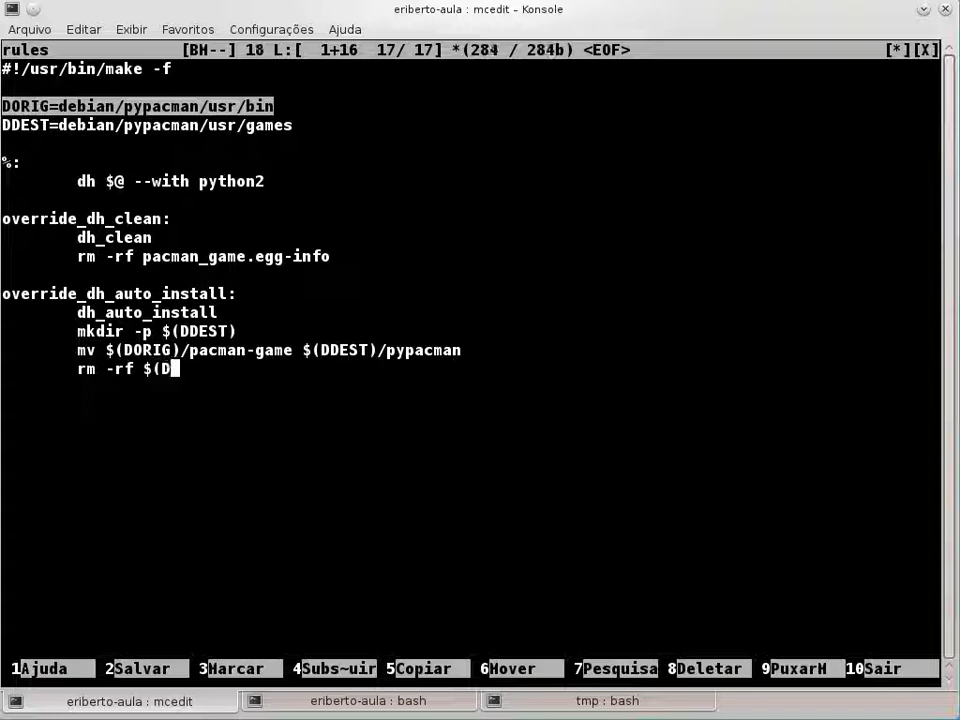 eriberto-aula : mcedit – Konsole
Arquivo Editar Exibir Favoritos Configurações Ajuda
rules [BH--] 18 L:[ 1+16 17/ 17] *(284 / 284b) <EOF> [*][X]
#!/usr/bin/make -f
DORIG=debian/pypacman/usr/bin
DDEST=debian/pypacman/usr/games
%:
dh $@ --with python2
override_dh_clean:
dh_clean
rm -rf pacman_game.egg-info
override_dh_auto_install:
dh_auto_install
mkdir -p $(DDEST)
mv $(DORIG)/pacman-game $(DDEST)/pypacman
rm -rf $(D
1Ajuda 2Salvar 3Marcar 4Subs~uir 5Copiar 6Mover 7Pesquisa 8Deletar 9PuxarM 10Sair
eriberto-aula : mcedit eriberto-aula : bash tmp : bash